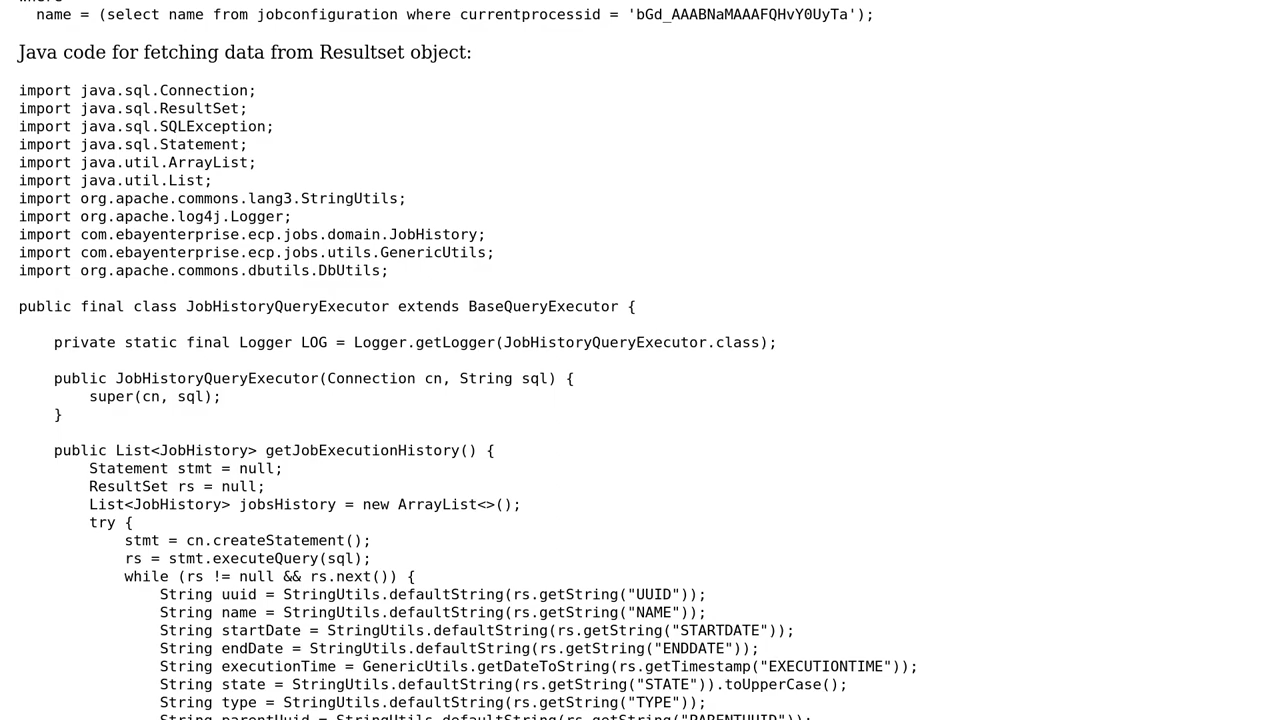 name = (select name from jobconfiguration where currentprocessid = 'bGd_AAABNaMAAAFQHvY0UyTa');
Java code for fetching data from Resultset object:
import java.sql.Connection;
import java.sql.ResultSet;
import java.sql.SQLException;
import java.sql.Statement;
import java.util.ArrayList;
import java.util.List;
import org.apache.commons.lang3.StringUtils;
import org.apache.log4j.Logger;
import com.ebayenterprise.ecp.jobs.domain.JobHistory;
import com.ebayenterprise.ecp.jobs.utils.GenericUtils;
import org.apache.commons.dbutils.DbUtils;
public final class JobHistoryQueryExecutor extends BaseQueryExecutor {
private static final Logger LOG = Logger.getLogger(JobHistoryQueryExecutor.class);
public JobHistoryQueryExecutor(Connection cn, String sql) {
super(cn, sql);
}
public List<JobHistory> getJobExecutionHistory() {
Statement stmt = null;
ResultSet rs = null;
List<JobHistory> jobsHistory = new ArrayList<>();
try {
stmt = cn.createStatement();
rs = stmt.executeQuery(sql);
while (rs != null && rs.next()) {
String uuid = StringUtils.defaultString(rs.getString("UUID"));
String name = StringUtils.defaultString(rs.getString("NAME"));
String startDate = StringUtils.defaultString(rs.getString("STARTDATE"));
String endDate = StringUtils.defaultString(rs.getString("ENDDATE"));
String executionTime = GenericUtils.getDateToString(rs.getTimestamp("EXECUTIONTIME"));
String state = StringUtils.defaultString(rs.getString("STATE")).toUpperCase();
String type = StringUtils.defaultString(rs.getString("TYPE"));
String parentUuid = StringUtils.defaultString(rs.getString("PARENTUUID"));